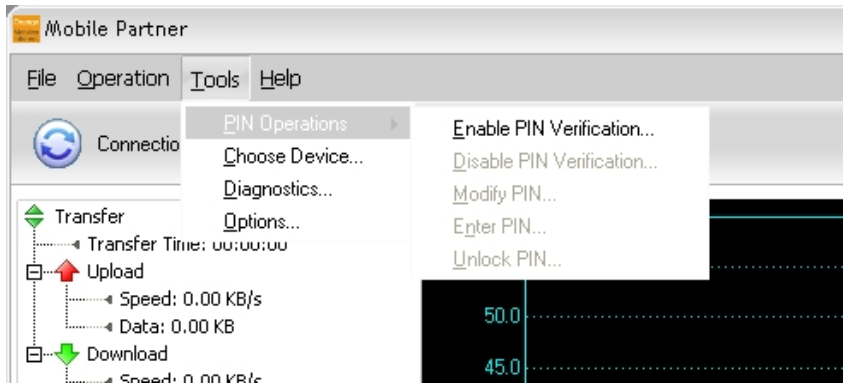 Mobile Partner
File Operation Tools Help
PIN Operations
Enable PIN Verification...
Connectio
Choose Device...
Disable PIN Verification...
Diagnostics...
Modify PIN...
Transfer
Options...
Enter PIN...
Transfer Time: 00:00:00
Unlock PIN...
Upload
Speed: 0.00 KB/s
50.0
Data: 0.00 KB
Download
45.0
Speed: 0.00 KB/s